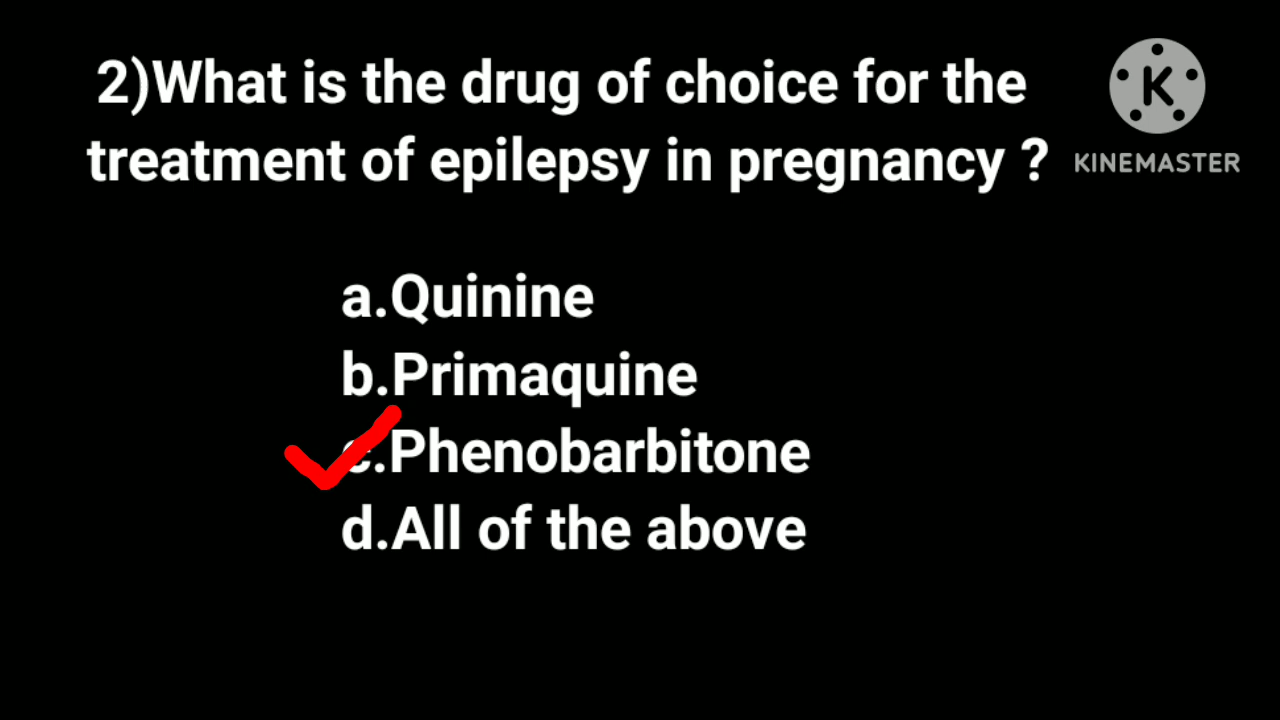 2)What is the drug of choice for the
treatment of epilepsy in pregnancy ?
K
KINEMASTER
a.Quinine
b.Primaquine
c.Phenobarbitone
d.All of the above